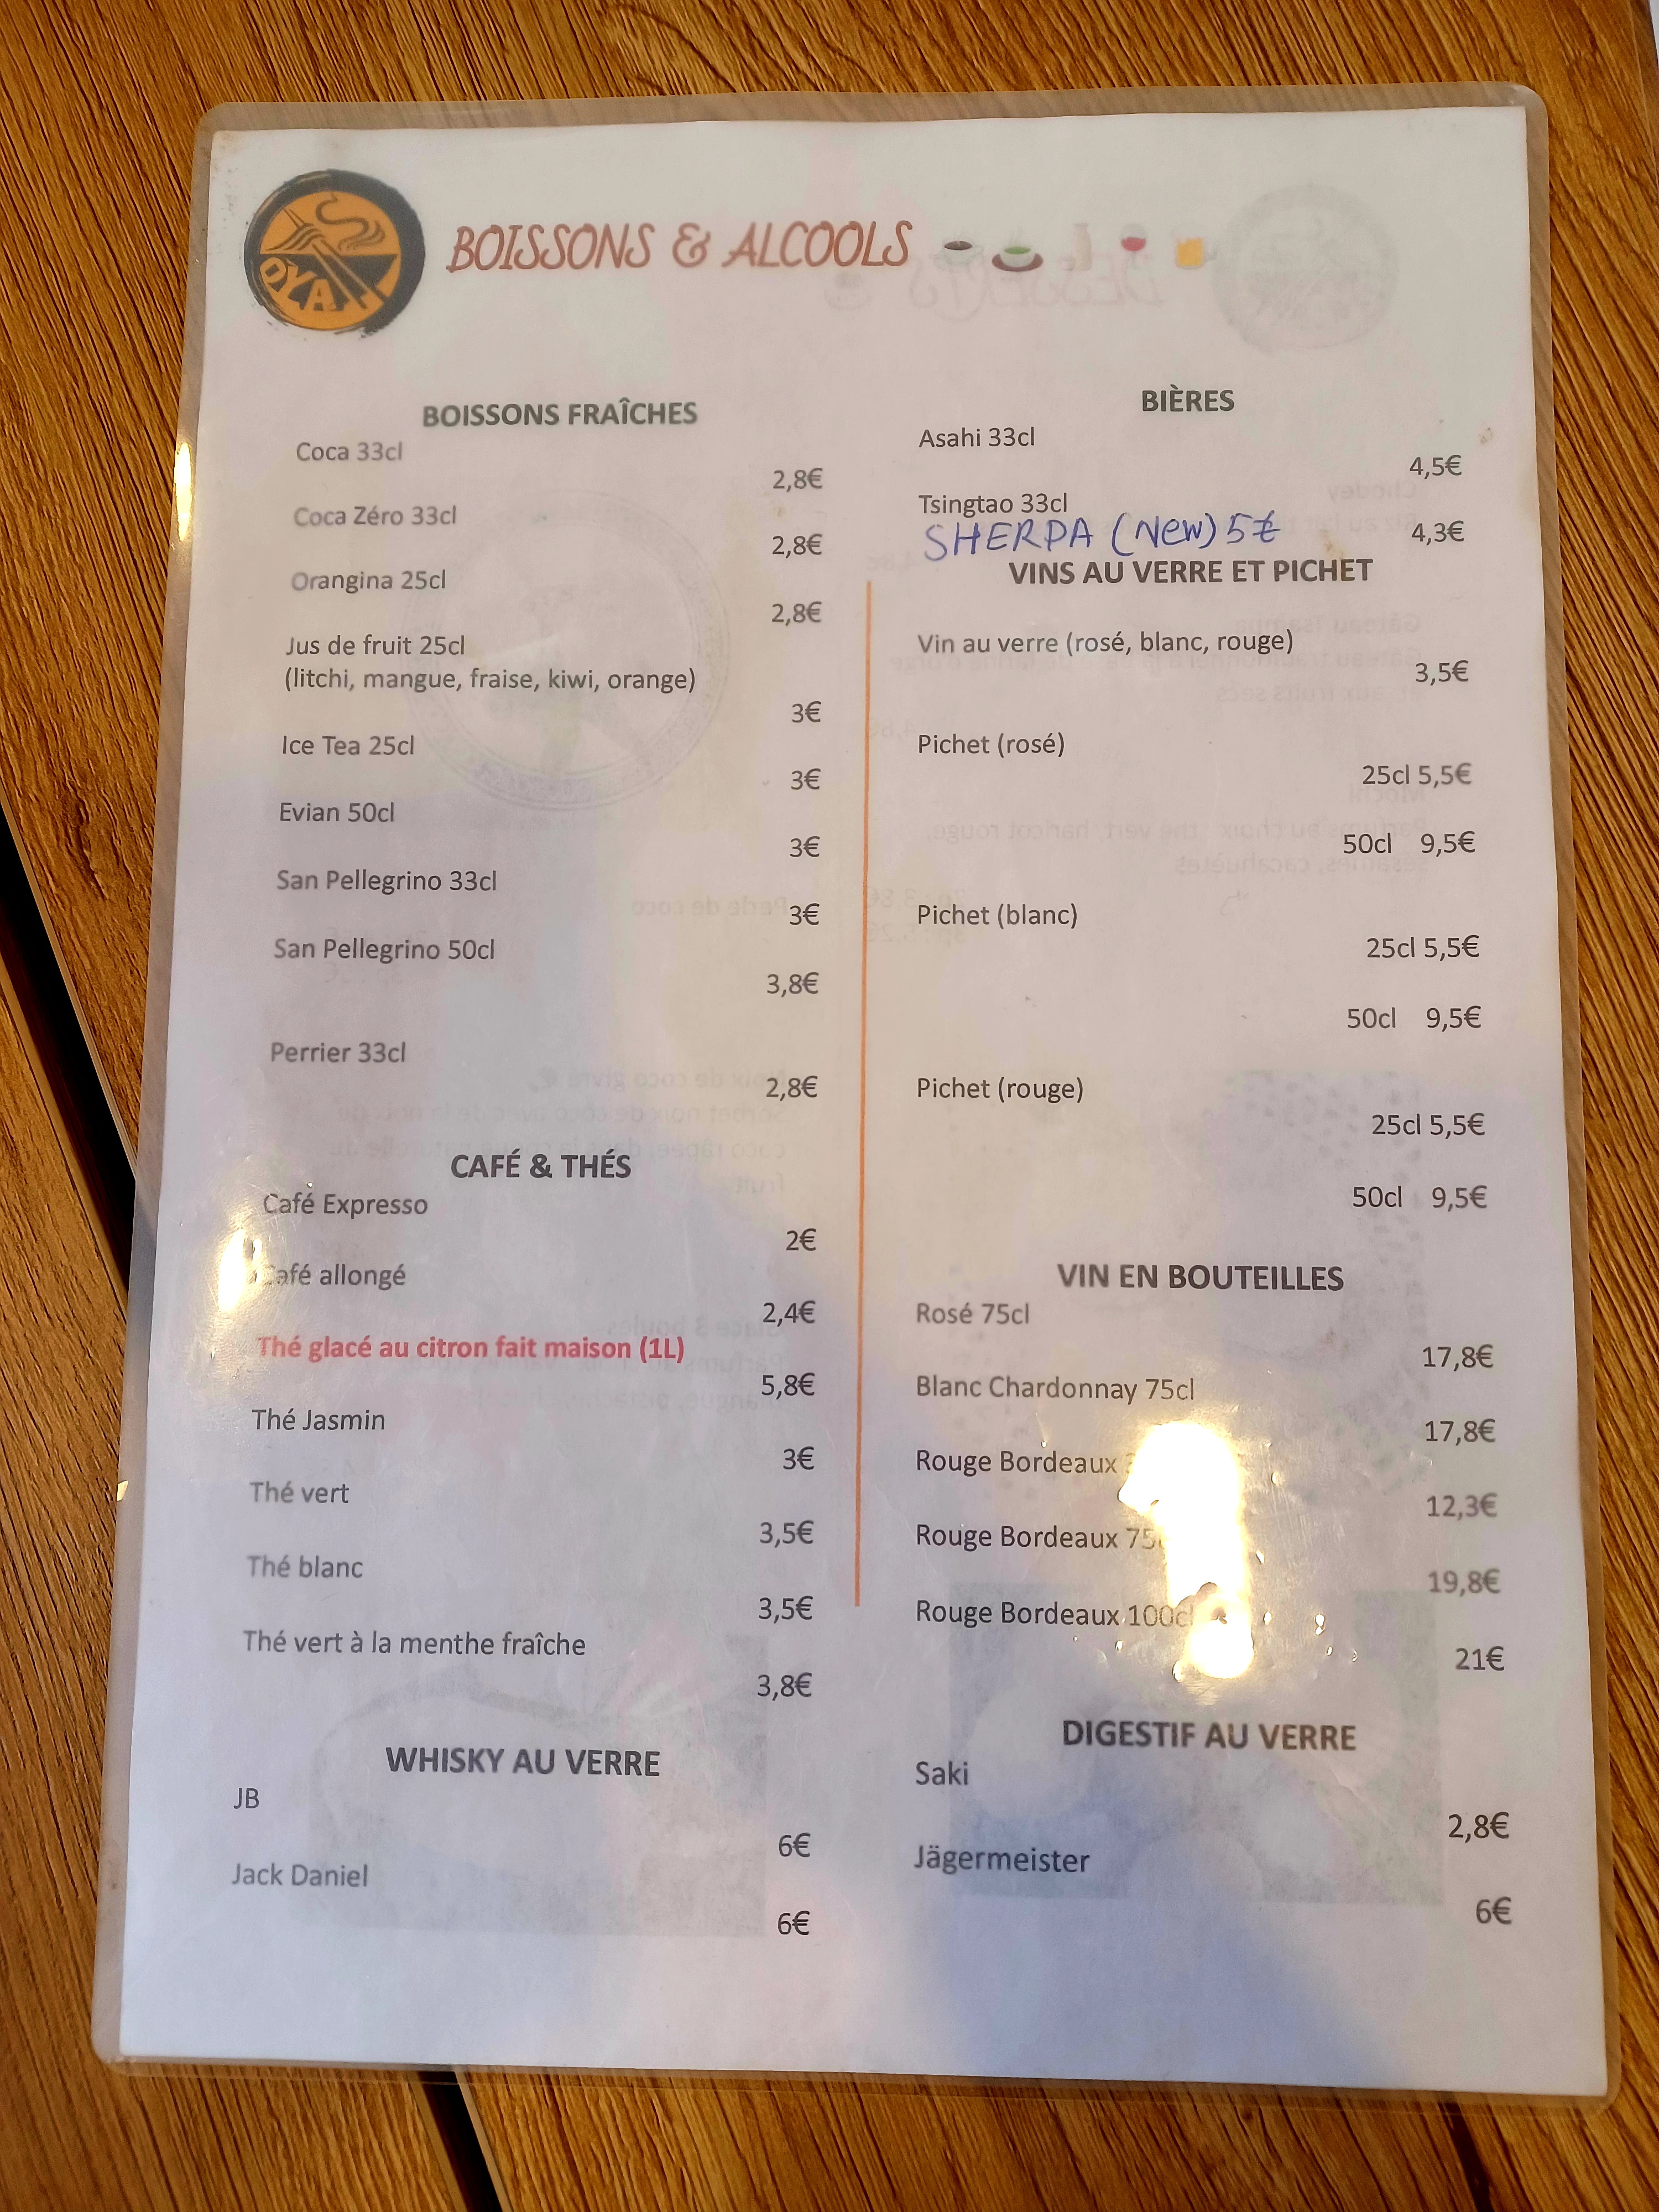 OYA
BOISSONS & ALCOOLS
BOISSONS FRAÎCHES
Coca 33cl
2,8€
Coca Zéro 33cl
2,8€
Orangina 25cl
2,8€
Jus de fruit 25cl
(litchi, mangue, fraise, kiwi, orange)
3€
Ice Tea 25cl
3€
Evian 50cl
3€
San Pellegrino 33cl
3€
San Pellegrino 50cl
3,8€
Perrier 33cl
2,8€
CAFÉ & THÉS
Café Expresso
2€
Café allongé
2,4€
Thé glacé au citron fait maison (1L)
5,8€
Thé Jasmin
3€
Thé vert
3,5€
Thé blanc
3,5€
Thé vert à la menthe fraîche
3,8€
WHISKY AU VERRE
JB
6€
Jack Daniel
6€
BIÈRES
Asahi 33cl
4,5€
Tsingtao 33cl
4,3€
SHERPA (New) 5€
VINS AU VERRE ET PICHET
Vin au verre (rosé, blanc, rouge)
3,5€
Pichet (rosé)
25cl 5,5€
50cl 9,5€
Pichet (blanc)
25cl 5,5€
50cl 9,5€
Pichet (rouge)
25cl 5,5€
50cl 9,5€
VIN EN BOUTEILLES
Rosé 75cl
17,8€
Blanc Chardonnay 75cl
17,8€
Rouge Bordeaux
12,3€
Rouge Bordeaux 75
19,8€
Rouge Bordeaux 100cl
21€
DIGESTIF AU VERRE
Saki
2,8€
Jägermeister
6€